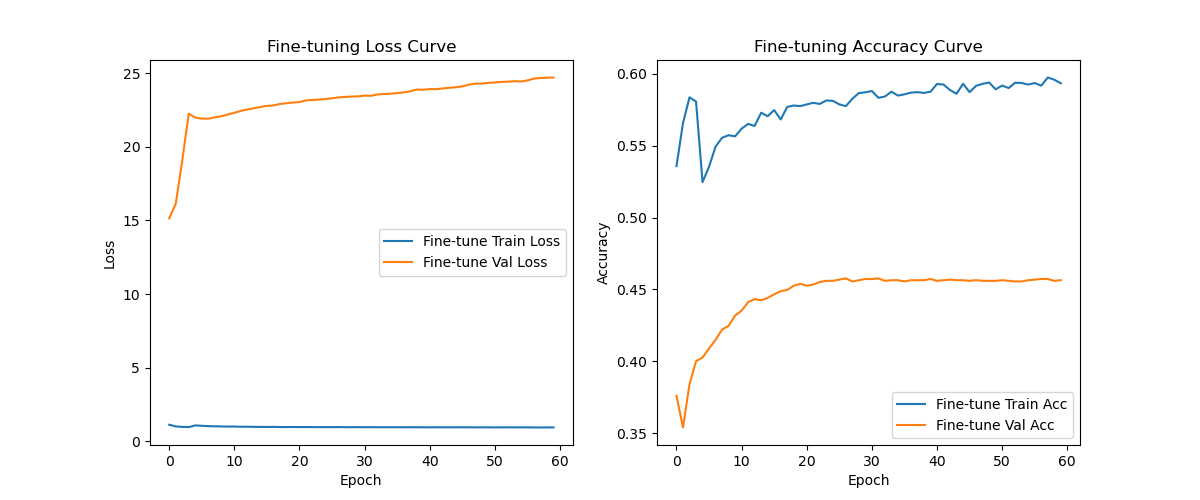 Fine-tuning Loss Curve
25
20
15
10
5
0
Loss
0 10 20 30 40 50 60
Epoch
Fine-tune Train Loss
Fine-tune Val Loss
Fine-tuning Accuracy Curve
0.60
0.55
0.50
0.45
0.40
0.35
Accuracy
0 10 20 30 40 50 60
Epoch
Fine-tune Train Acc
Fine-tune Val Acc